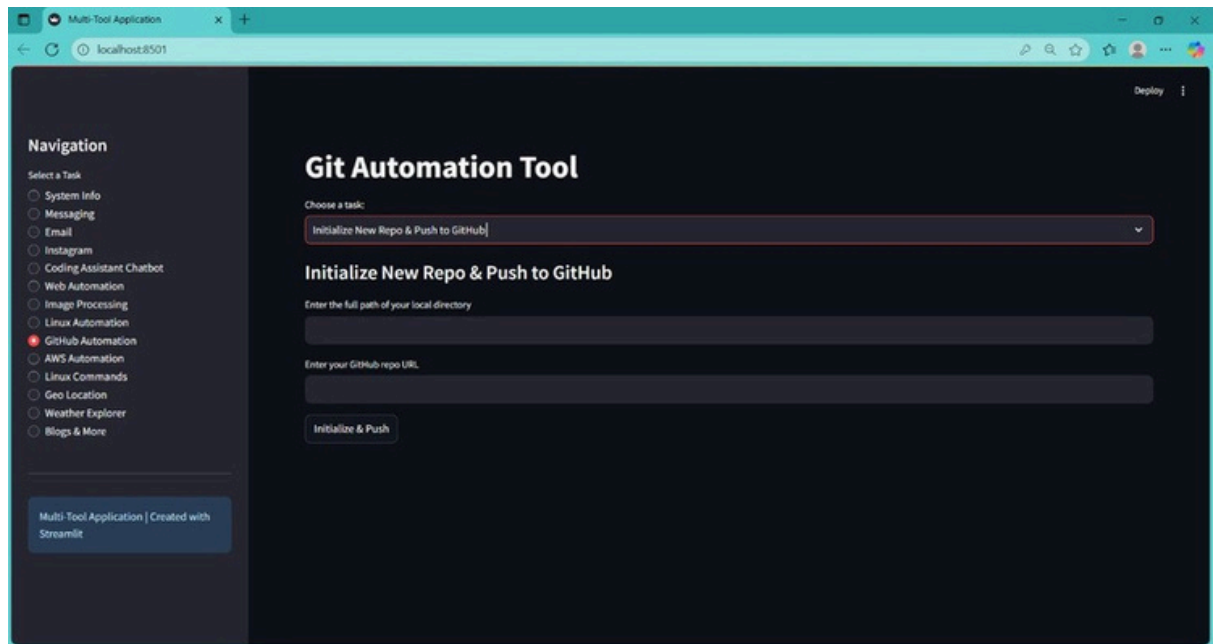 Multi-Tool Application
localhost:8501
Deploy
Navigation
Select a Task
System Info
Messaging
Email
Instagram
Coding Assistant Chatbot
Web Automation
Image Processing
Linux Automation
GitHub Automation
AWS Automation
Linux Commands
Geo Location
Weather Explorer
Blogs & More
Multi-Tool Application | Created with
Streamlit
Git Automation Tool
Choose a task:
Initialize New Repo & Push to GitHub
Initialize New Repo & Push to GitHub
Enter the full path of your local directory
Enter your GitHub repo URL
Initialize & Push